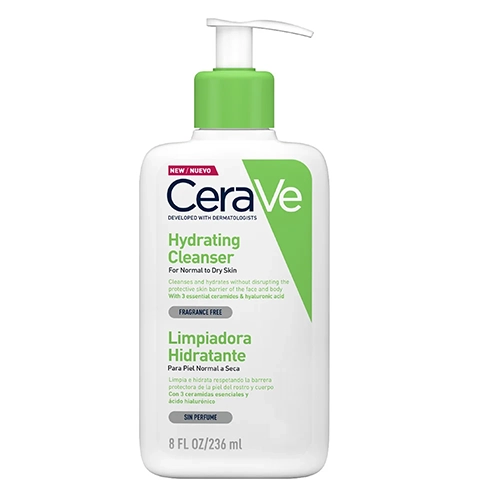 NEW / NUEVO
CeraVe
DEVELOPED WITH DERMATOLOGISTS
Hydrating
Cleanser
For Normal to Dry Skin
Cleanses and hydrates without disrupting the
protective skin barrier of the face and body
With 3 essential ceramides & hyaluronic acid
FRAGRANCE FREE
Limpiadora
Hidratante
Para Piel Normal a Seca
Limpia e hidrata respetando la barrera
protectora de la piel del rostro y cuerpo
Con 3 ceramidas esenciales y
ácido hialurónico
SIN PERFUME
8 FL OZ/236 ml